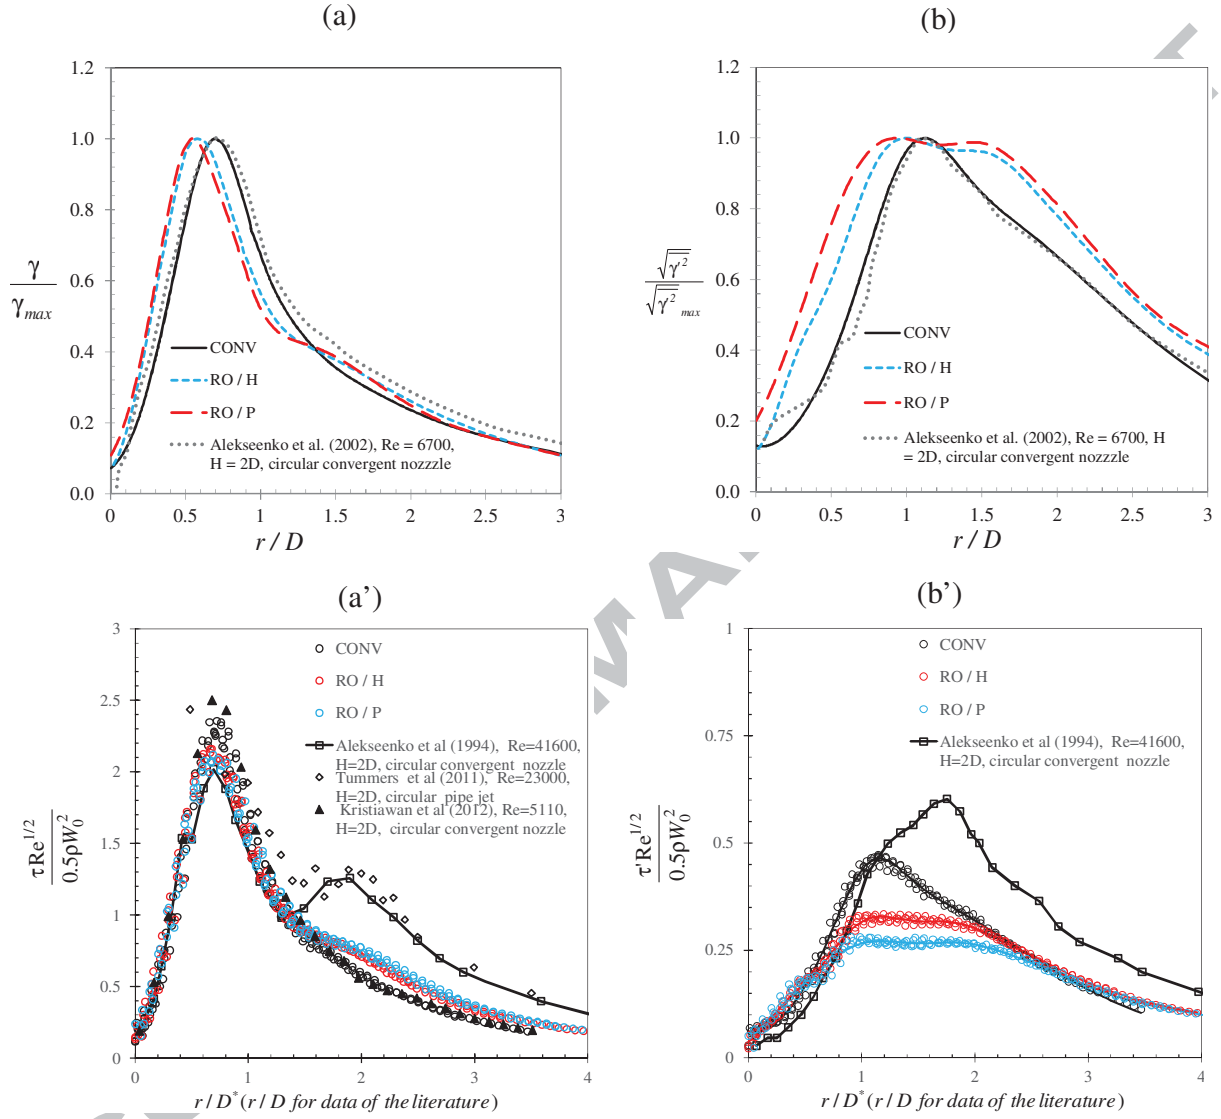 (a)
1.2
1.0
0.8
0.6
0.4
0.2
0.0
γ
γmax
CONV
RO / H
RO / P
Alekseenko et al. (2002), Re = 6700,
H = 2D, circular convergent nozzzle
0 0.5 1 1.5 2 2.5 3
r / D
(b)
1.2
1.0
0.8
0.6
0.4
0.2
0.0
√γ'²
√γ'² max
CONV
RO / H
RO / P
Alekseenko et al. (2002), Re = 6700, H
= 2D, circular convergent nozzzle
0 0.5 1 1.5 2 2.5 3
r / D
(a')
3
2.5
2
1.5
1
0.5
0
τRe^1/2
0.5ρW₀²
CONV
RO / H
RO / P
Alekseenko et al (1994), Re=41600,
H=2D, circular convergent nozzle
Tummers et al (2011), Re=23000,
H=2D, circular pipe jet
Kristiawan et al (2012), Re=5110,
H=2D, circular convergent nozzle
0 1 2 3 4
r / D* (r / D for data of the literature)
(b')
1
0.75
0.5
0.25
0
τ'Re^1/2
0.5ρW₀²
CONV
RO / H
RO / P
Alekseenko et al (1994), Re=41600,
H=2D, circular convergent nozzle
0 1 2 3 4
r / D* (r / D for data of the literature)